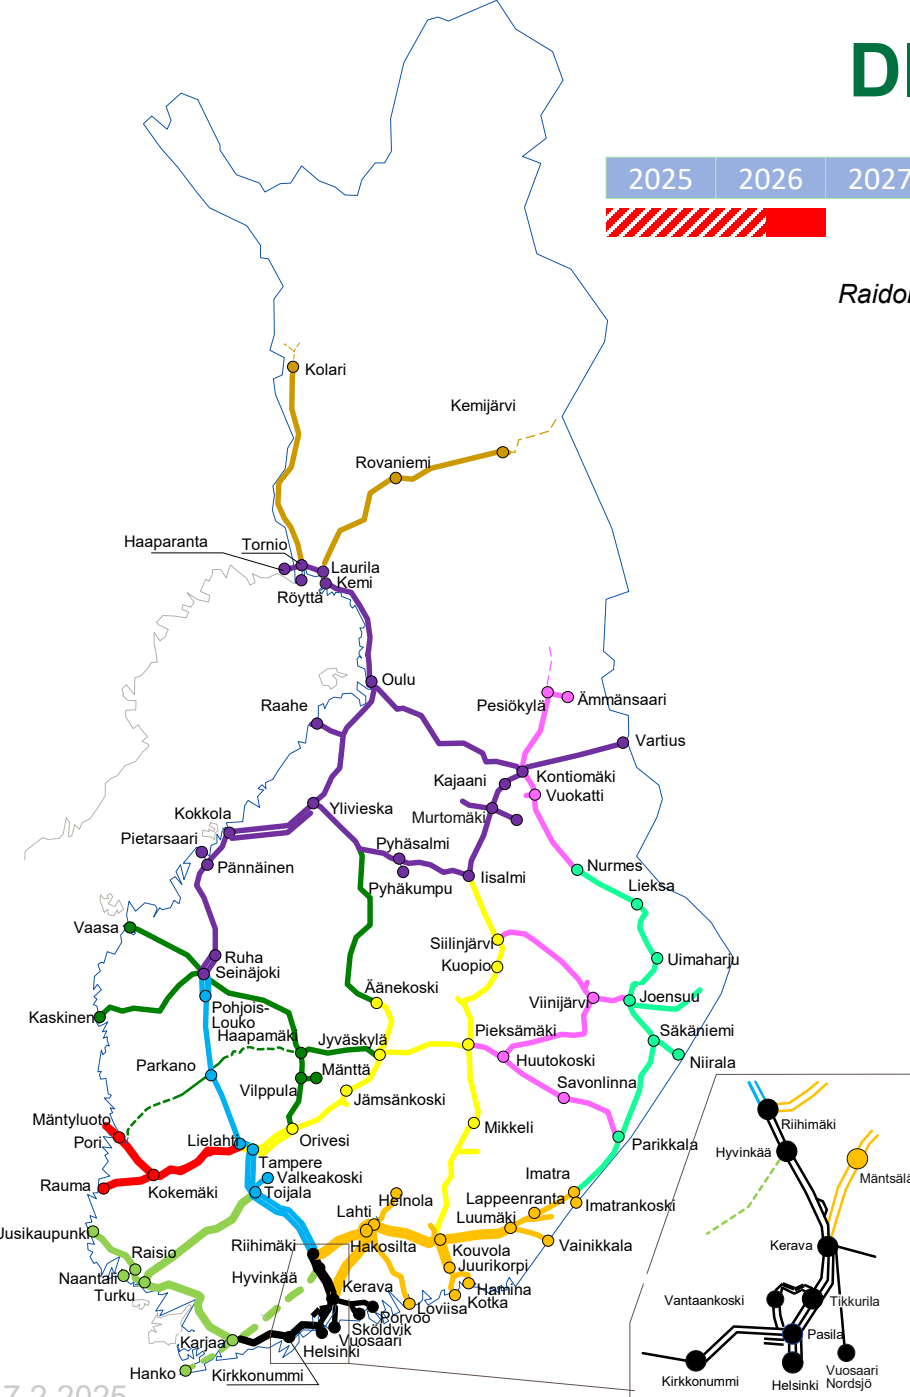 DI
2025 2026 2027
Raidoi
Kolari
Kemijärvi
Rovaniemi
Haaparanta
Tornio
Laurila
Kemi
Röyttä
Oulu
Pesiökylä
Ämmänsaari
Raahe
Vartius
Kajaani
Kontiomäki
Vuokatti
Kokkola
Ylivieska
Murtomäki
Pietarsaari
Pyhäsalmi
Pännäinen
Pyhäkumpu
Iisalmi
Nurmes
Lieksa
Vaasa
Siilinjärvi
Ruha
Seinäjoki
Kuopio
Uimaharju
Äänekoski
Viinijärvi
Joensuu
Kaskinen
Pohjois-
Louko
Haapamäki
Jyväskylä
Pieksämäki
Säkäniemi
Parkano
Huutokoski
Niirala
Vilppula
Mänttä
Savonlinna
Jämsänkoski
Mäntyluoto
Pori
Lielahti
Orivesi
Mikkeli
Parikkala
Tampere
Valkeakoski
Rauma
Kokemäki
Toijala
Imatra
Heinola
Lappeenranta
Imatrankoski
Lahti
Luumäki
Uusikaupunki
Riihimäki
Hakosilta
Kouvola
Vainikkala
Raisio
Juurikorpi
Naantali
Hyvinkää
Kerava
Hamina
Turku
Kotka
Loviisa
Porvoo
Sköldvik
Karjaa
Vuosaari
Helsinki
Hanko
Kirkkonummi
7.2.2025
Riihimäki
Hyvinkää
Mäntsälä
Kerava
Vantaankoski
Tikkurila
Pasila
Kirkkonummi
Helsinki
Vuosaari
Nordsjö